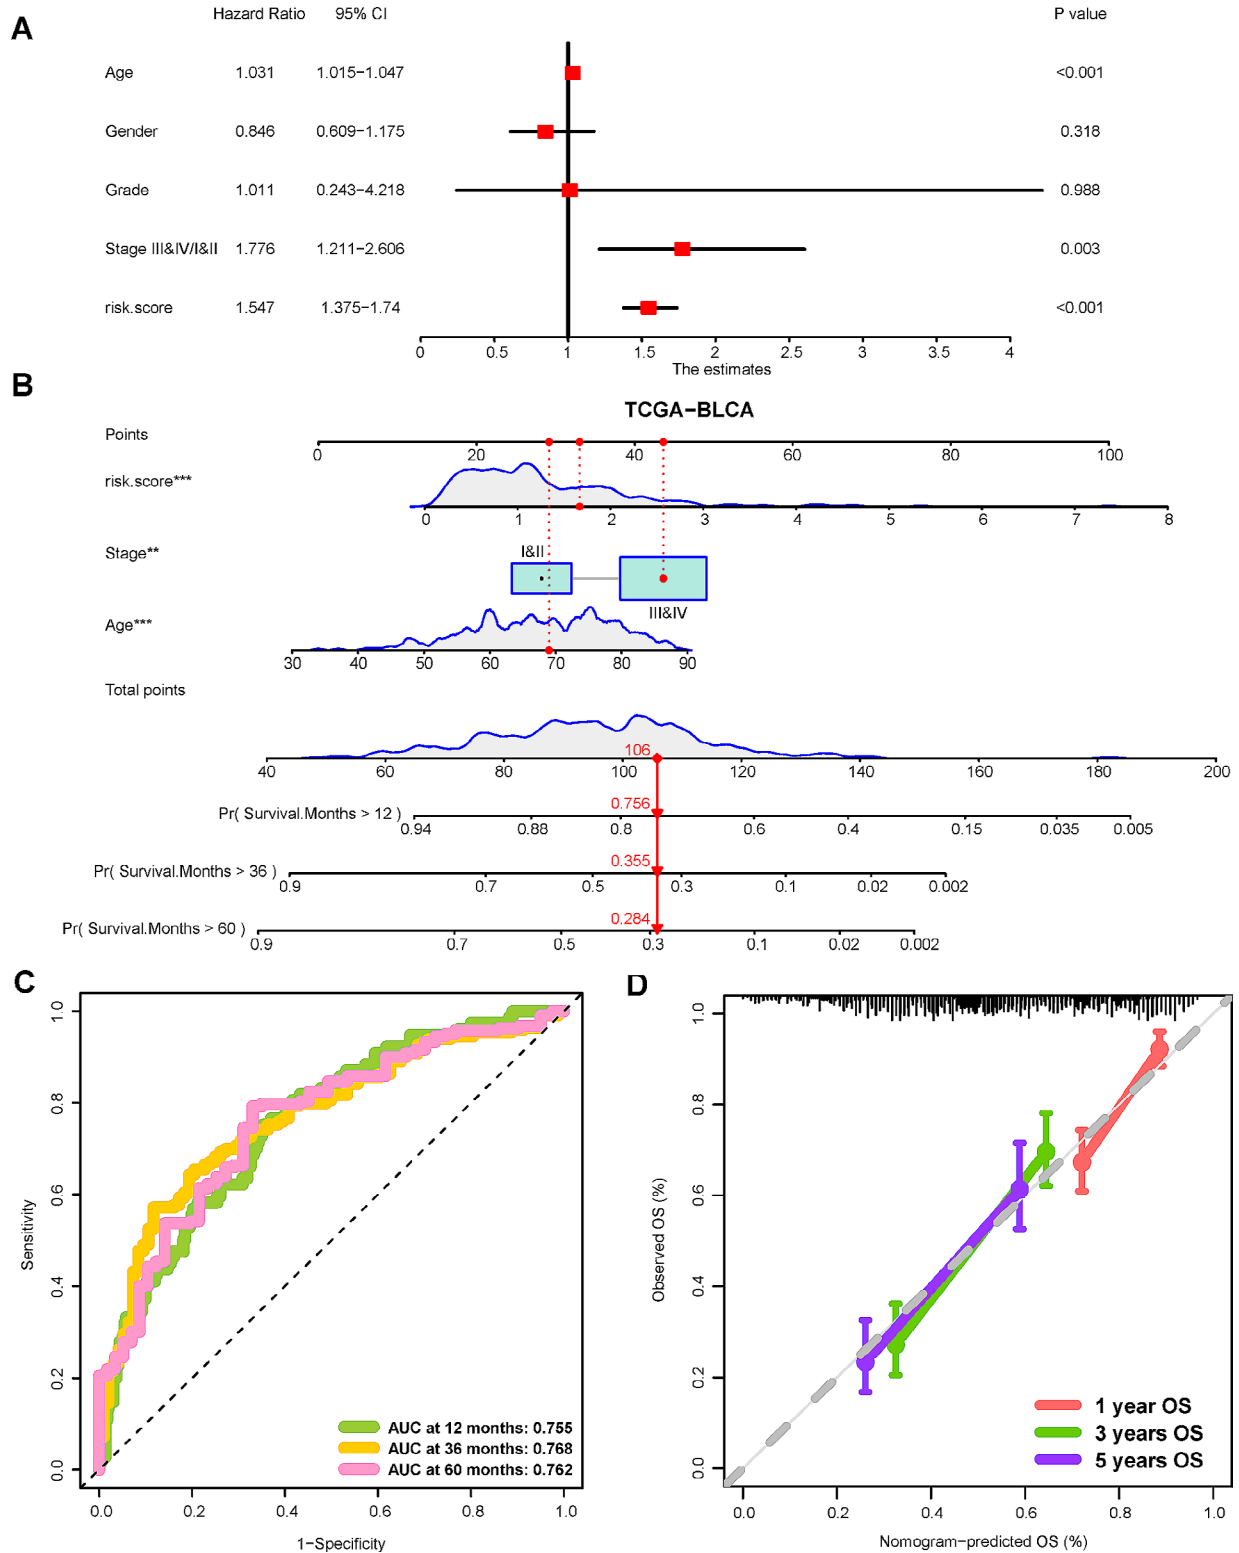 A
Hazard Ratio 95% CI P value
Age 1.031 1.015−1.047 <0.001
Gender 0.846 0.609−1.175 0.318
Grade 1.011 0.243−4.218 0.988
Stage III&IV/I&II 1.776 1.211−2.606 0.003
risk.score 1.547 1.375−1.74 <0.001
0 0.5 1 1.5 2 2.5 3 3.5 4
The estimates
B
TCGA−BLCA
Points
0 20 40 60 80 100
risk.score***
0 1 2 3 4 5 6 7 8
Stage**
I&II
III&IV
Age***
30 40 50 60 70 80 90
Total points
106
40 60 80 100 120 140 160 180 200
0.756
Pr( Survival.Months > 12 )
0.94 0.88 0.8 0.6 0.4 0.15 0.035 0.005
0.355
Pr( Survival.Months > 36 )
0.9 0.7 0.5 0.3 0.1 0.02 0.002
0.284
Pr( Survival.Months > 60 )
0.9 0.7 0.5 0.3 0.1 0.02 0.002
C
Sensitivity
1.0
0.8
0.6
0.4
0.2
0.0
AUC at 12 months: 0.755
AUC at 36 months: 0.768
AUC at 60 months: 0.762
0.0 0.2 0.4 0.6 0.8 1.0
1−Specificity
D
Observed OS (%)
1.0
0.8
0.6
0.4
0.2
0.0
1 year OS
3 years OS
5 years OS
0.0 0.2 0.4 0.6 0.8 1.0
Nomogram−predicted OS (%)